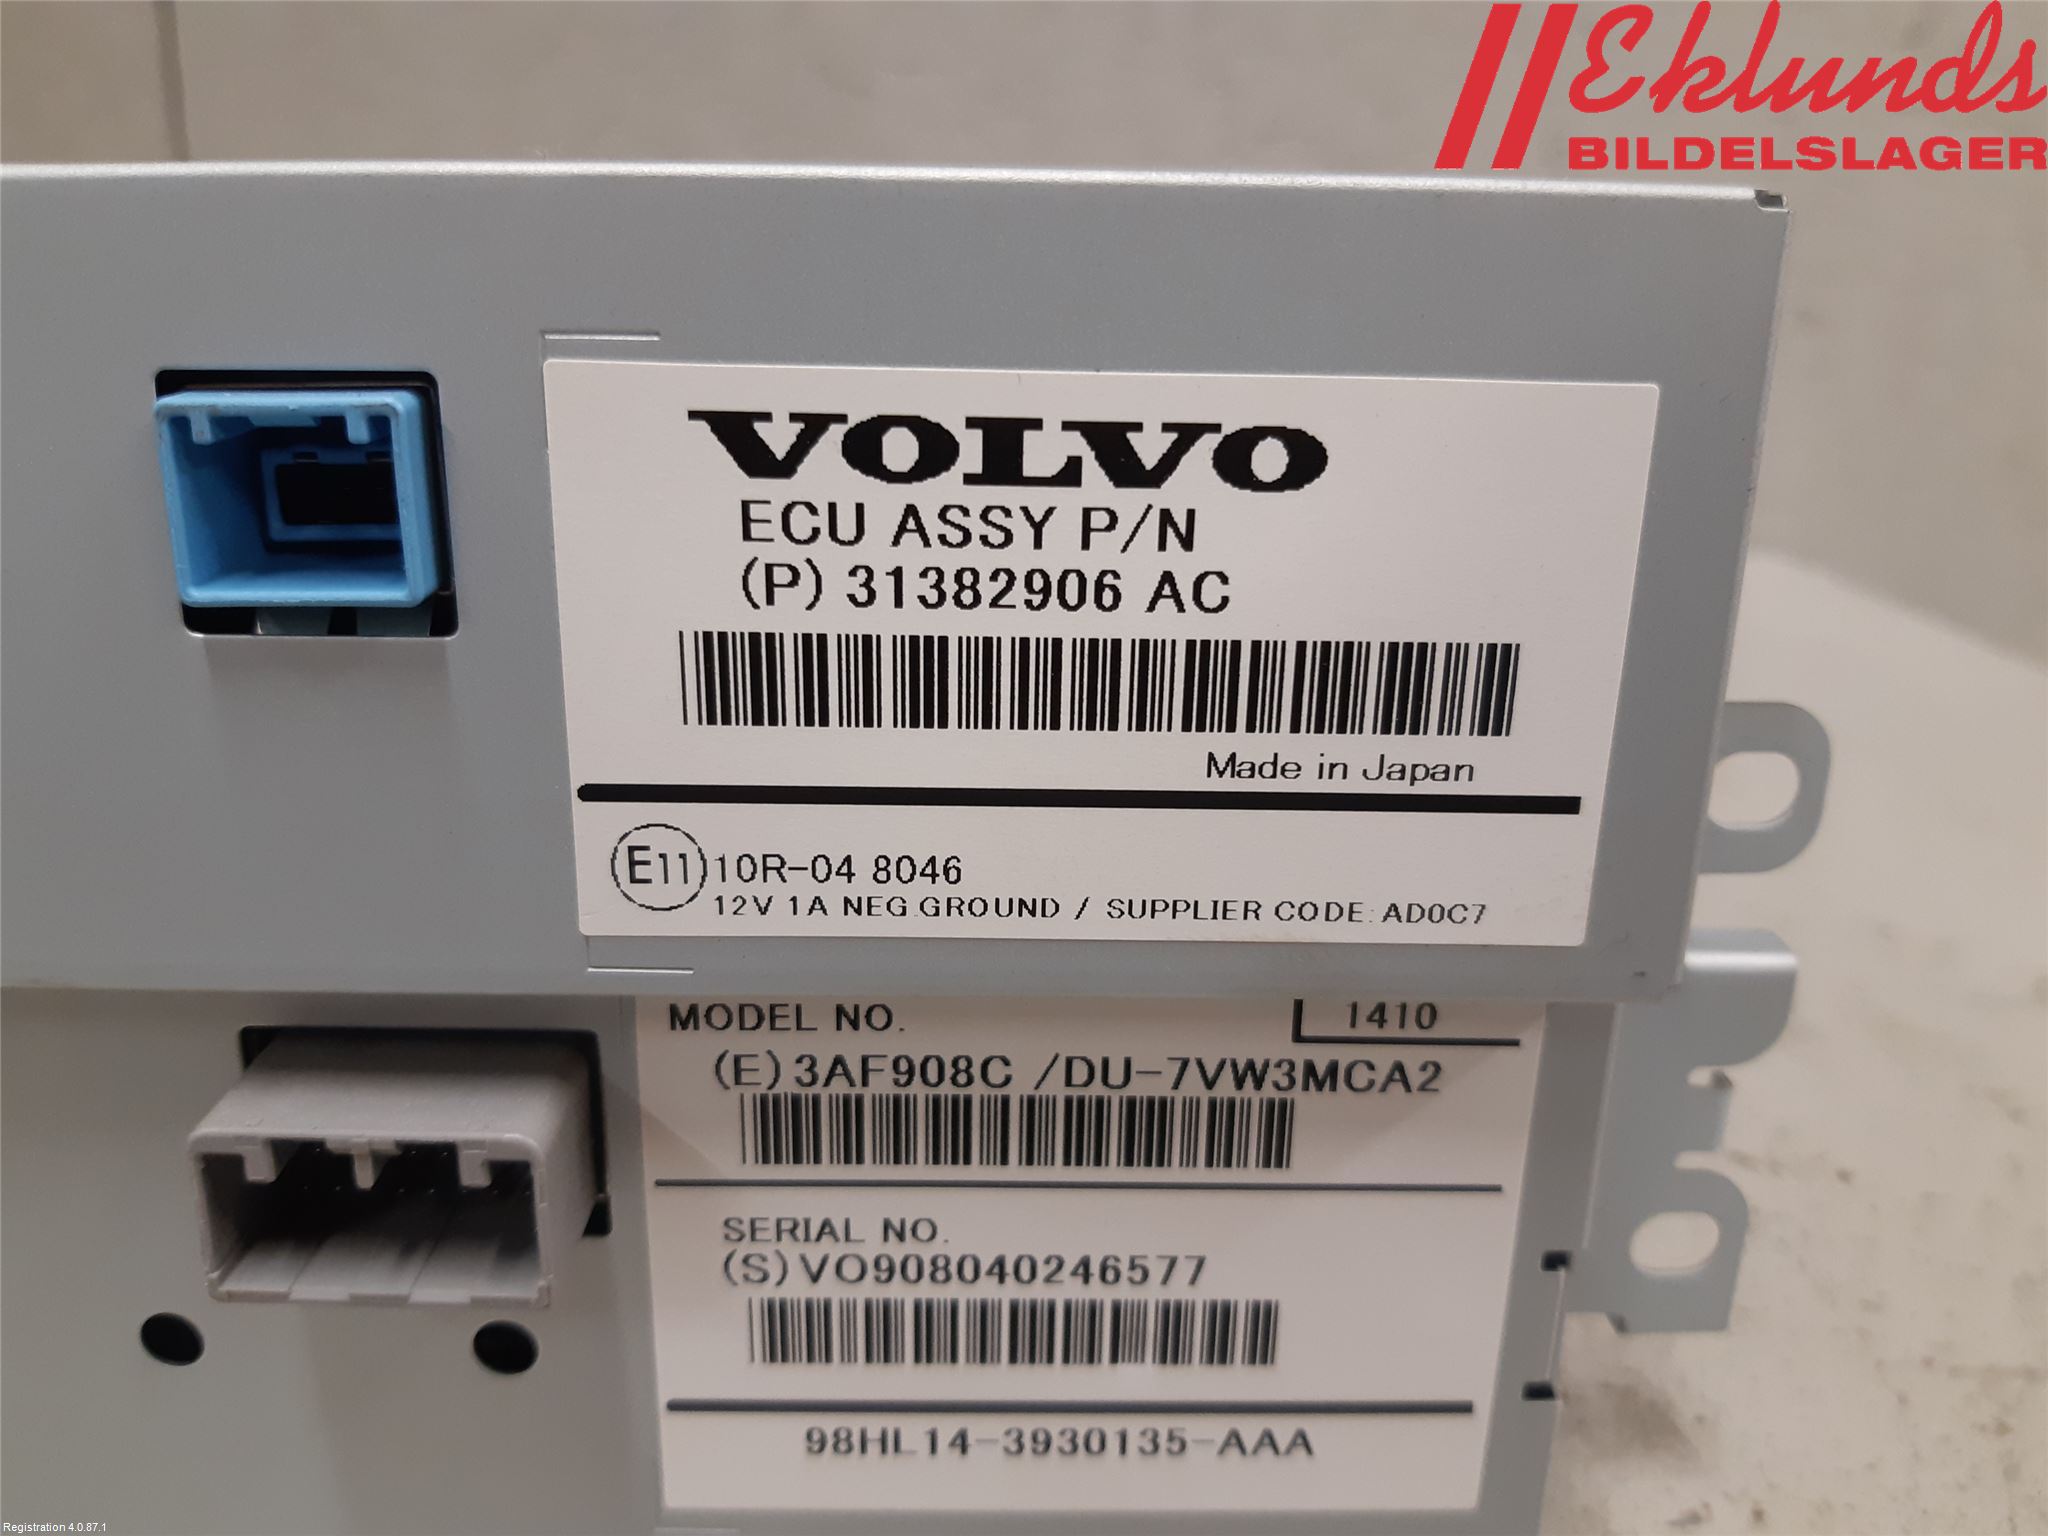 Eklunds
BILDELSLAGER
VOLVO
ECU ASSY P/N
(P) 31382906 AC
Made in Japan
E11 10R-04 8046
12V 1A NEG.GROUND / SUPPLIER CODE: AD0C7
MODEL NO. 1410
(E) 3AF908C /DU-7VW3MCA2
SERIAL NO.
(S) VO908040246577
98HL14-3930135-AAA
Registration 4.0.87.1